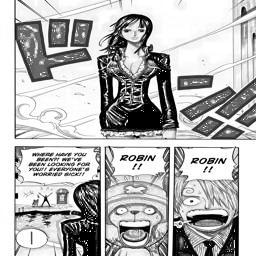 WHERE HAVE YOU
BEEN?! WE'VE
BEEN LOOKING FOR
YOU!! EVERYONE'S
WORRIED SICK!!
ROBIN
!!
ROBIN
!!